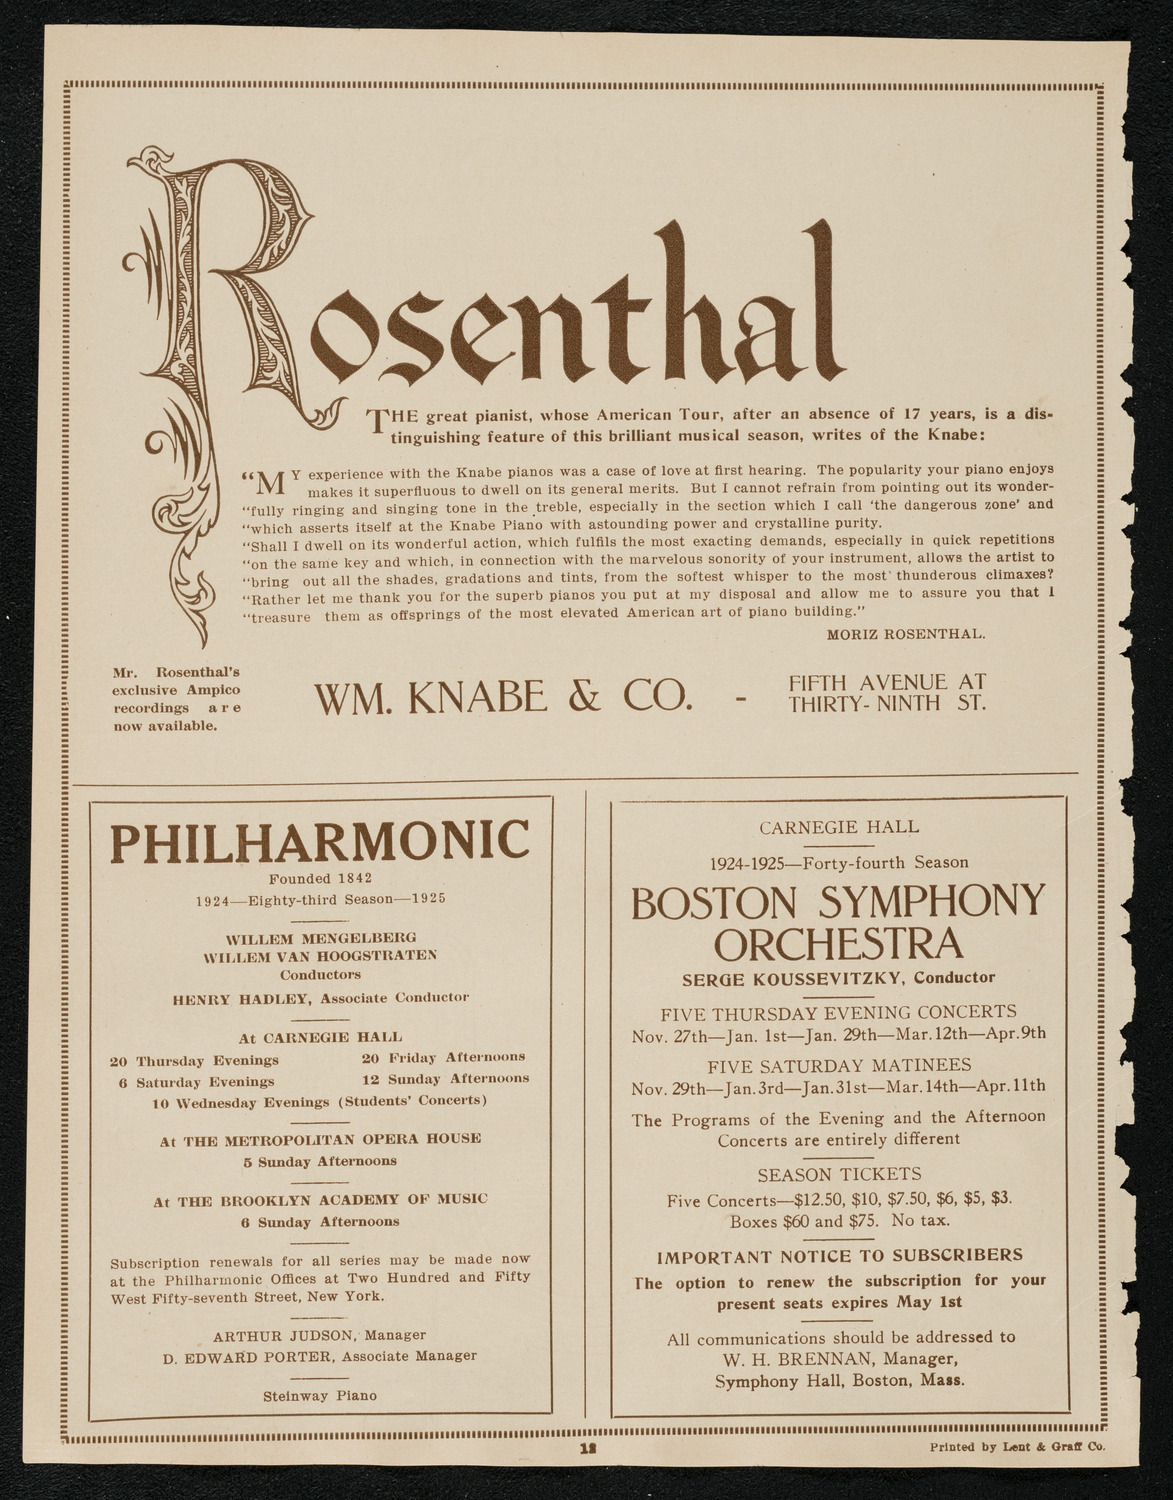 Rosenthal
THE great pianist, whose American Tour, after an absence of 17 years, is a dis-
tinguishing feature of this brilliant musical season, writes of the Knabe:
“MY experience with the Knabe pianos was a case of love at first hearing. The popularity your piano enjoys
makes it superfluous to dwell on its general merits. But I cannot refrain from pointing out its wonder-
“fully ringing and singing tone in the treble, especially in the section which I call ‘the dangerous zone’ and
“which asserts itself at the Knabe Piano with astounding power and crystalline purity.
“Shall I dwell on its wonderful action, which fulfils the most exacting demands, especially in quick repetitions
“on the same key and which, in connection with the marvelous sonority of your instrument, allows the artist to
“bring out all the shades, gradations and tints, from the softest whisper to the most thunderous climaxes?
“Rather let me thank you for the superb pianos you put at my disposal and allow me to assure you that I
“treasure them as offsprings of the most elevated American art of piano building.”
MORIZ ROSENTHAL.
Mr. Rosenthal's
exclusive Ampico
recordings are
now available.
WM. KNABE & CO. - FIFTH AVENUE AT
THIRTY-NINTH ST.
PHILHARMONIC
Founded 1842
1924—Eighty-third Season—1925
WILLEM MENGELBERG
WILLEM VAN HOOGSTRATEN
Conductors
HENRY HADLEY, Associate Conductor
At CARNEGIE HALL
20 Thursday Evenings 20 Friday Afternoons
6 Saturday Evenings 12 Sunday Afternoons
10 Wednesday Evenings (Students' Concerts)
At THE METROPOLITAN OPERA HOUSE
5 Sunday Afternoons
At THE BROOKLYN ACADEMY OF MUSIC
6 Sunday Afternoons
Subscription renewals for all series may be made now
at the Philharmonic Offices at Two Hundred and Fifty
West Fifty-seventh Street, New York.
ARTHUR JUDSON, Manager
D. EDWARD PORTER, Associate Manager
Steinway Piano
CARNEGIE HALL
1924-1925—Forty-fourth Season
BOSTON SYMPHONY
ORCHESTRA
SERGE KOUSSEVITZKY, Conductor
FIVE THURSDAY EVENING CONCERTS
Nov. 27th—Jan. 1st—Jan. 29th—Mar. 12th—Apr. 9th
FIVE SATURDAY MATINEES
Nov. 29th—Jan. 3rd—Jan. 31st—Mar. 14th—Apr. 11th
The Programs of the Evening and the Afternoon
Concerts are entirely different
SEASON TICKETS
Five Concerts—$12.50, $10, $7.50, $6, $5, $3.
Boxes $60 and $75. No tax.
IMPORTANT NOTICE TO SUBSCRIBERS
The option to renew the subscription for your
present seats expires May 1st
All communications should be addressed to
W. H. BRENNAN, Manager,
Symphony Hall, Boston, Mass.
Printed by Lent & Graff Co.